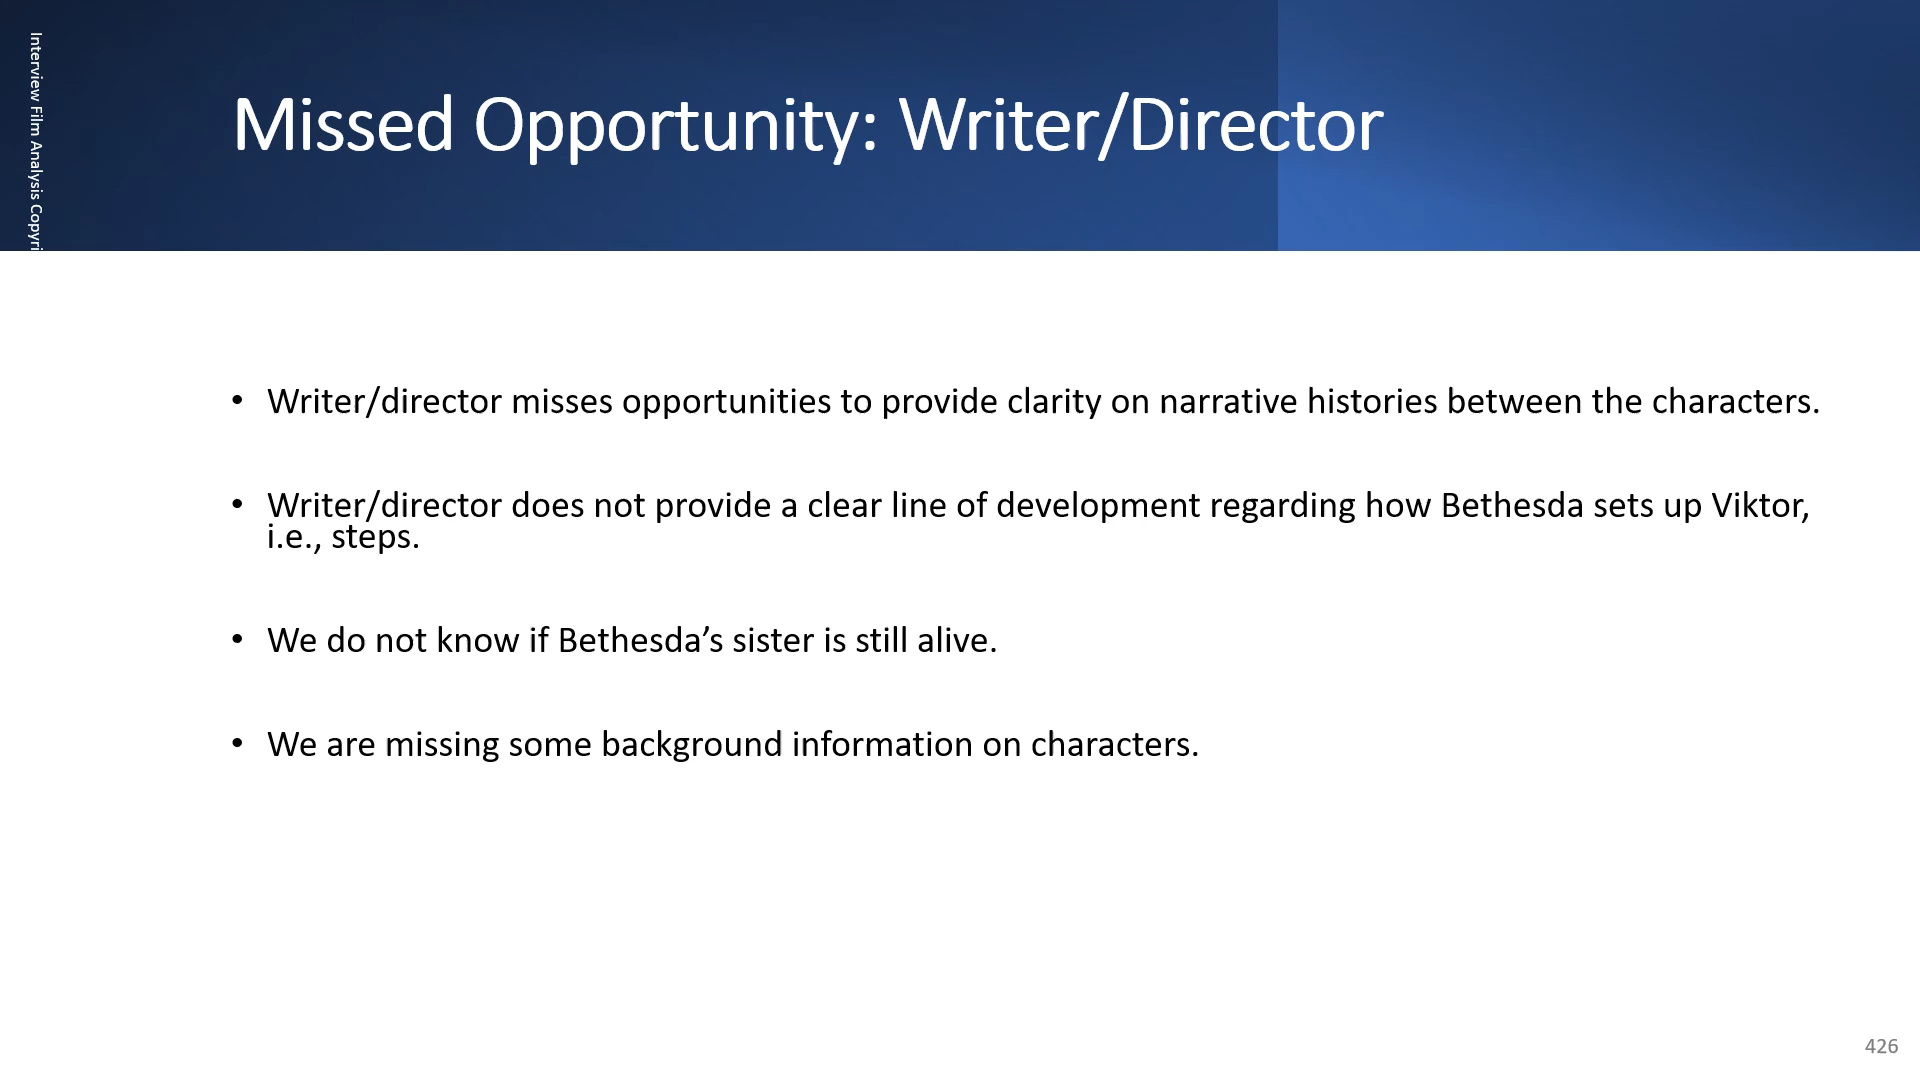 Interview Film Analysis
Missed Opportunity: Writer/Director
• Writer/director misses opportunities to provide clarity on narrative histories between the characters.
• Writer/director does not provide a clear line of development regarding how Bethesda sets up Viktor,
i.e., steps.
• We do not know if Bethesda’s sister is still alive.
• We are missing some background information on characters.
426